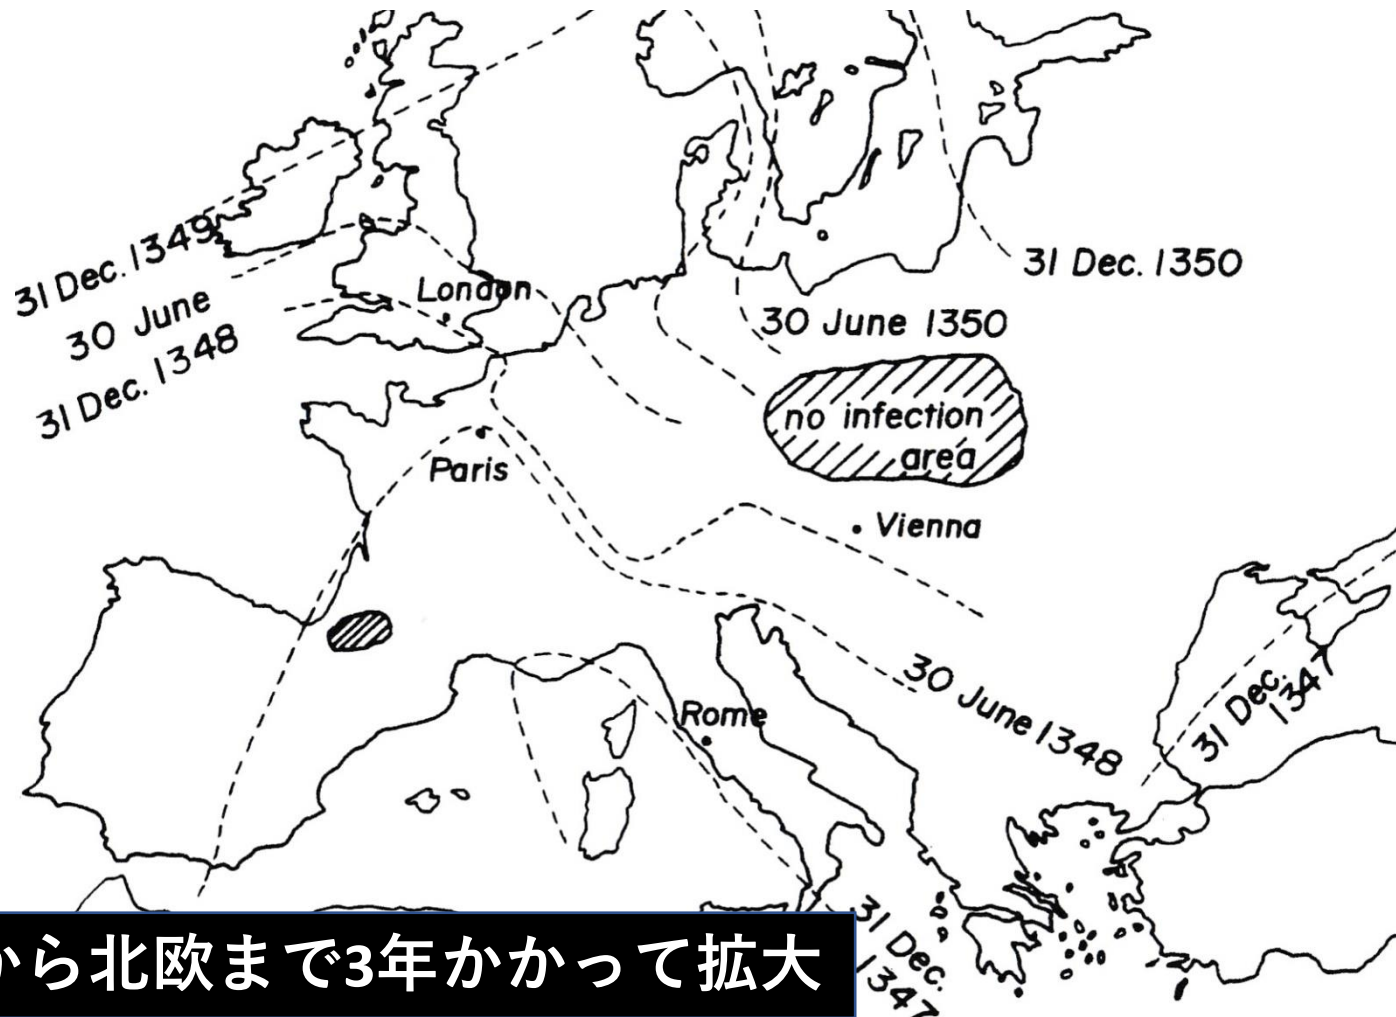 31 Dec. 1349
30 June
31 Dec. 1348
London
31 Dec. 1350
30 June 1350
no infection
area
Paris
Vienna
30 June 1348
Rome
31 Dec.
1347
31 Dec.
1347
から北欧まで3年かかって拡大